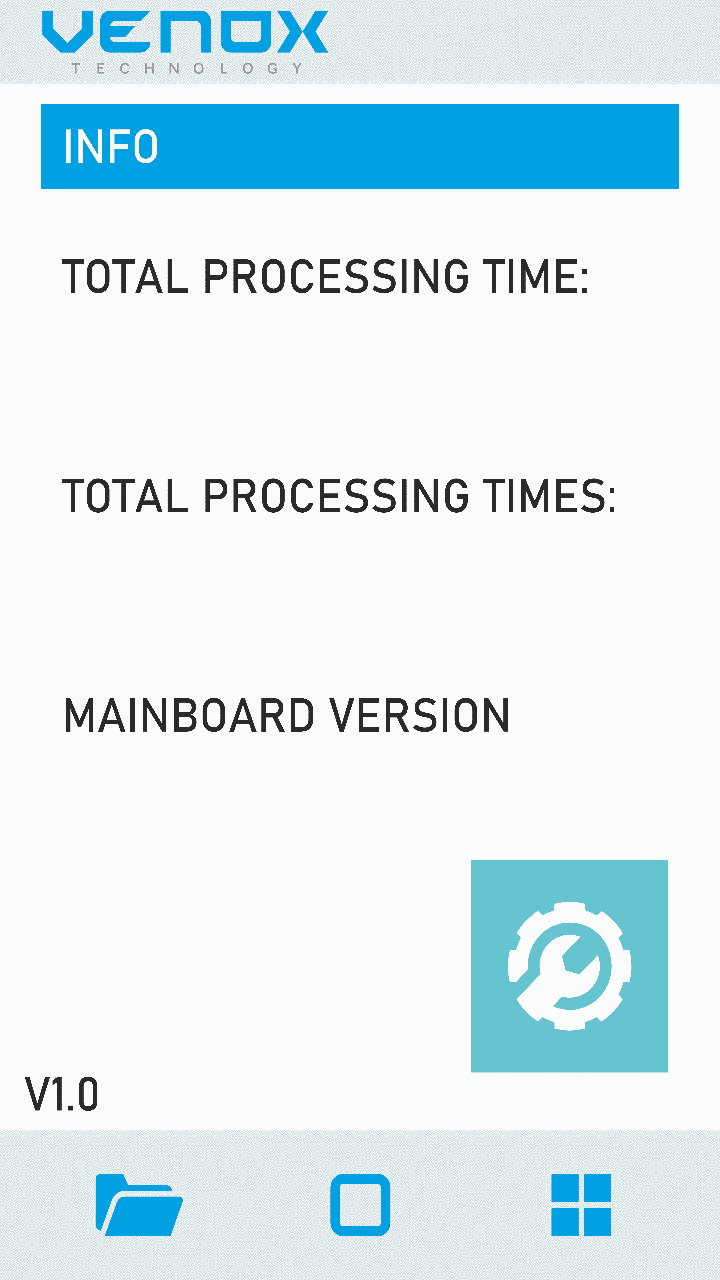 VENOX
TECHNOLOGY
INFO
TOTAL PROCESSING TIME:
TOTAL PROCESSING TIMES:
MAINBOARD VERSION
V1.0